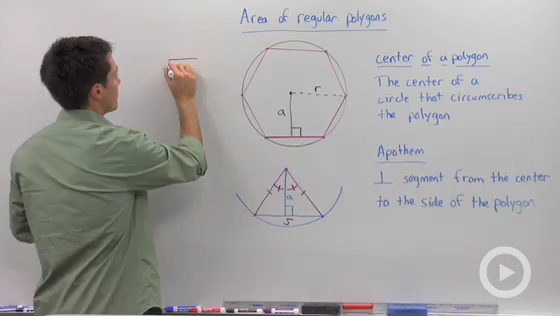 Area of regular polygons
center of a polygon
The center of a
circle that circumscribes
the polygon
r
a
Apothem
⊥ segment from the center
to the side of the polygon
a
s